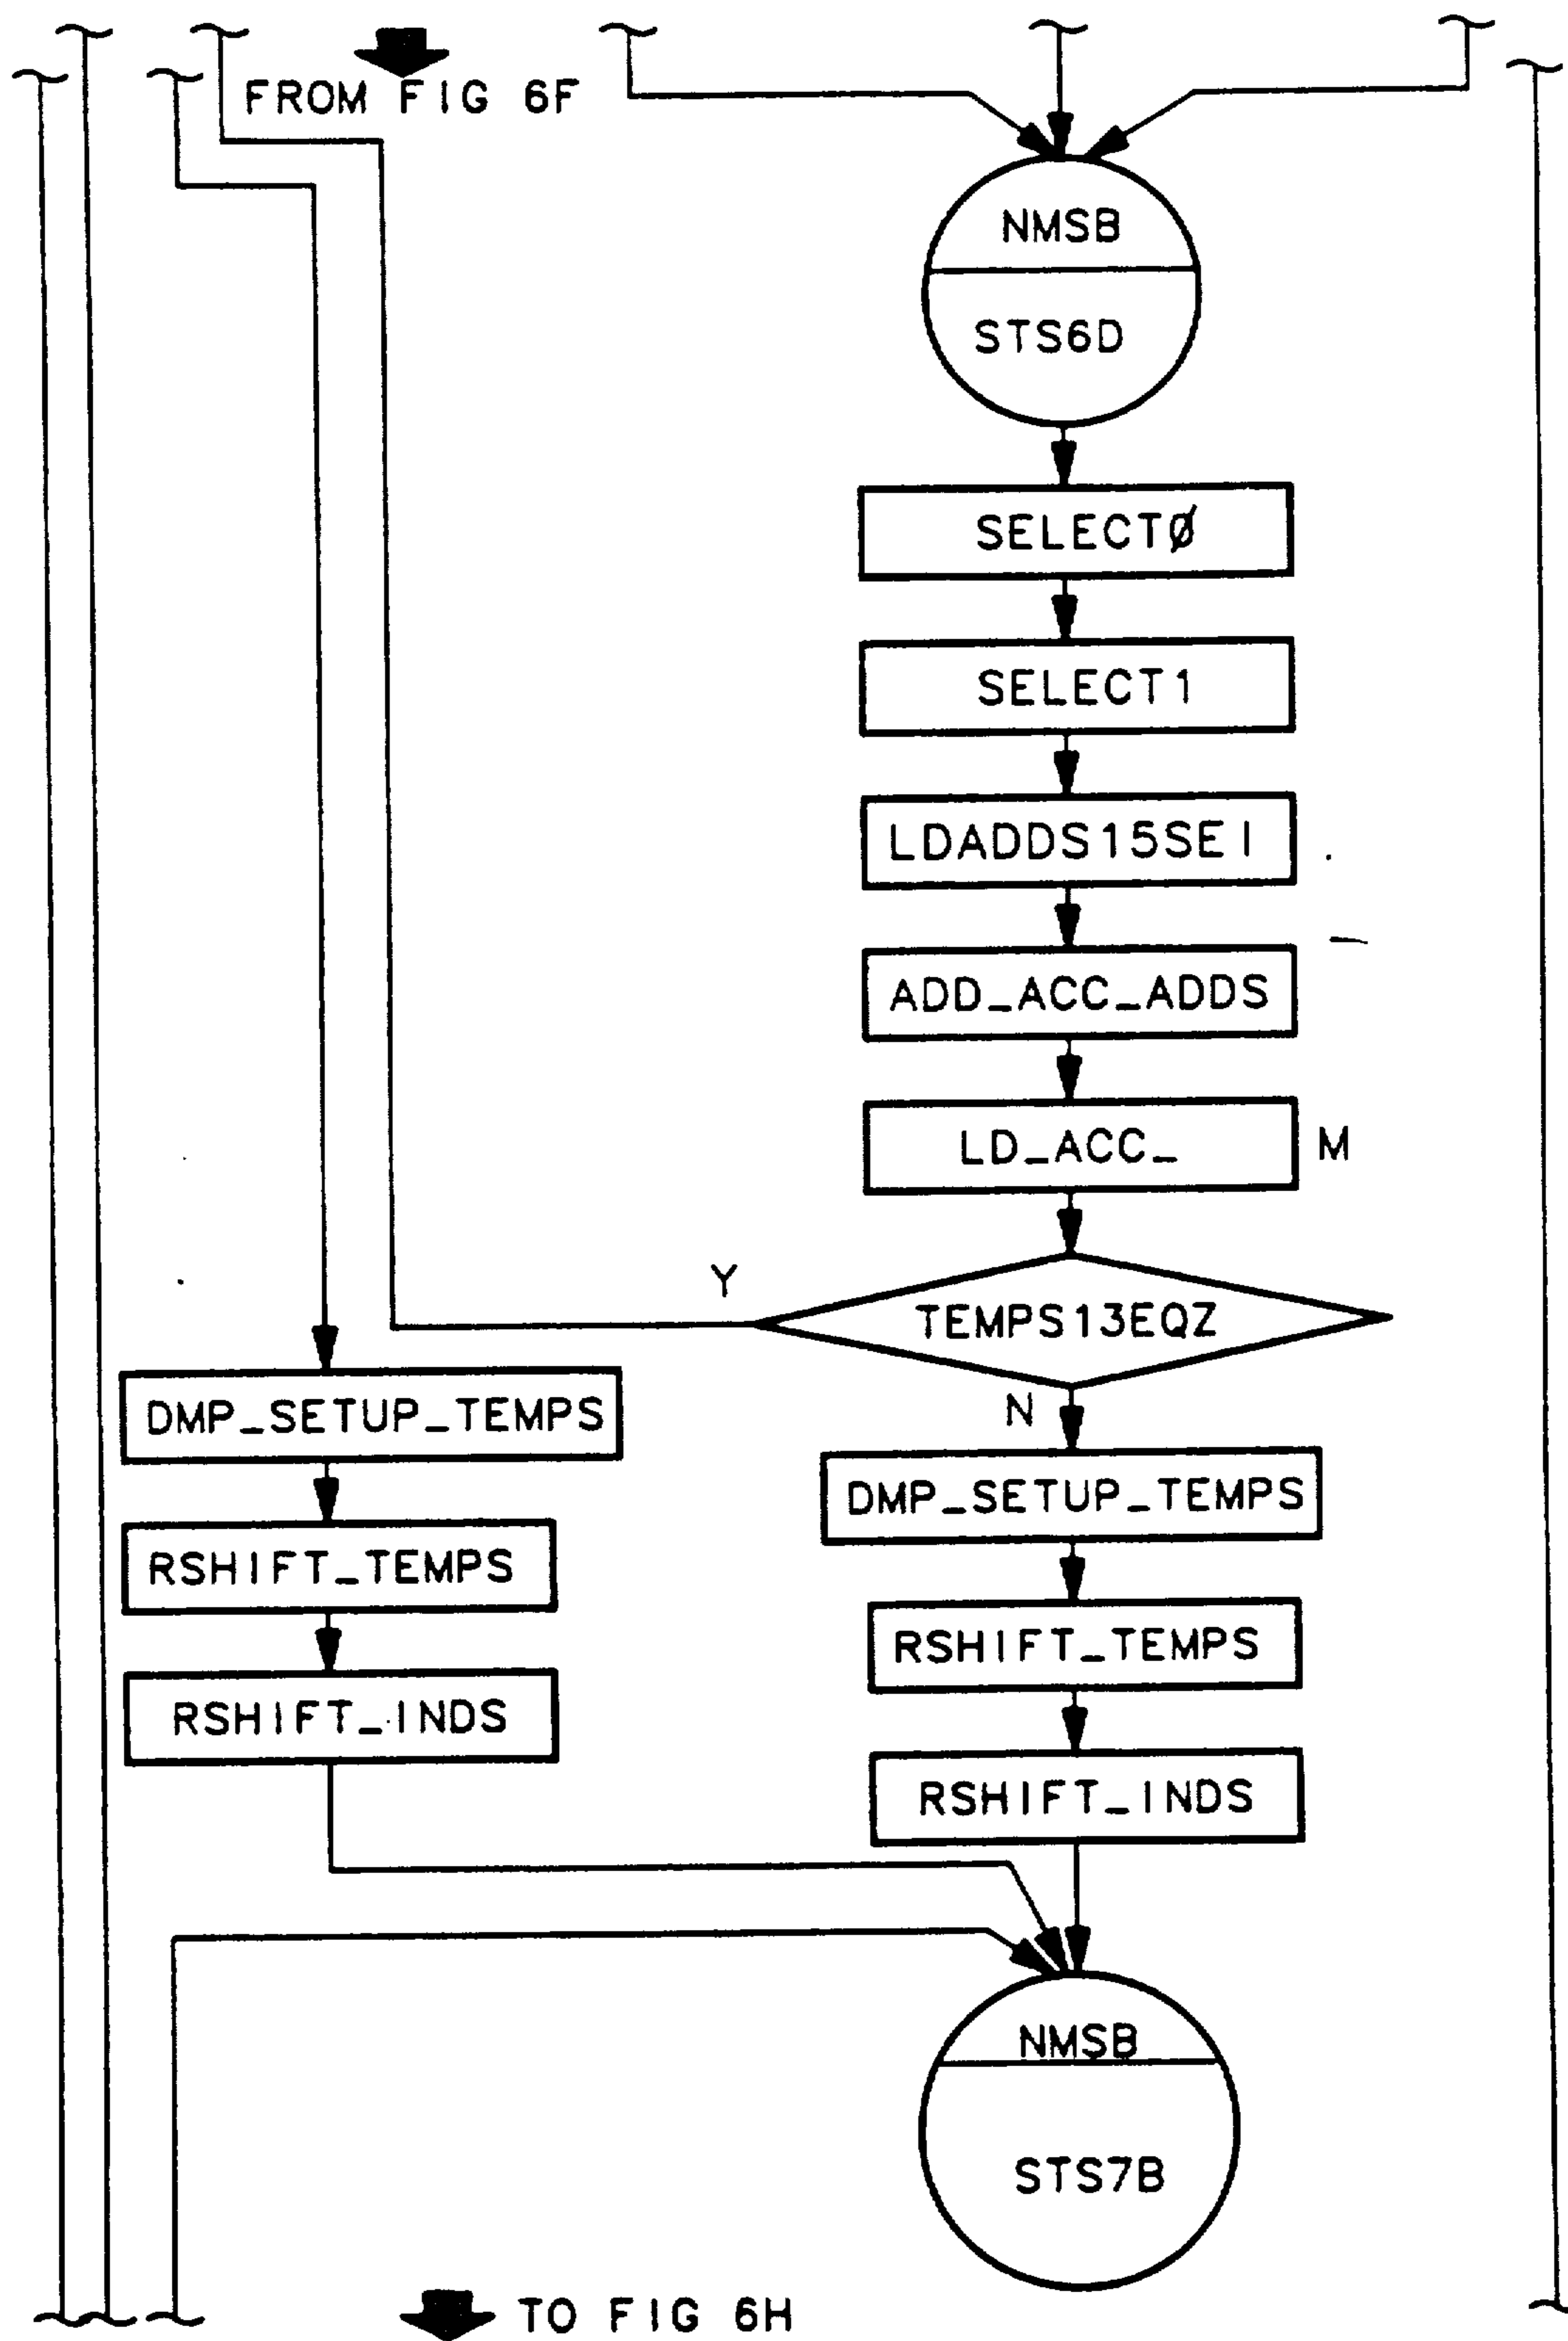 FROM FIG 6F
NMSB
STS6D
SELECTØ
SELECT1
LDADDS15SEI
ADD_ACC_ADDS
LD_ACC_ M
TEMPS13EQZ
Y
N
DMP_SETUP_TEMPS
RSHIFT_TEMPS
RSHIFT_INDS
DMP_SETUP_TEMPS
RSHIFT_TEMPS
RSHIFT_INDS
NMSB
STS7B
TO FIG 6H